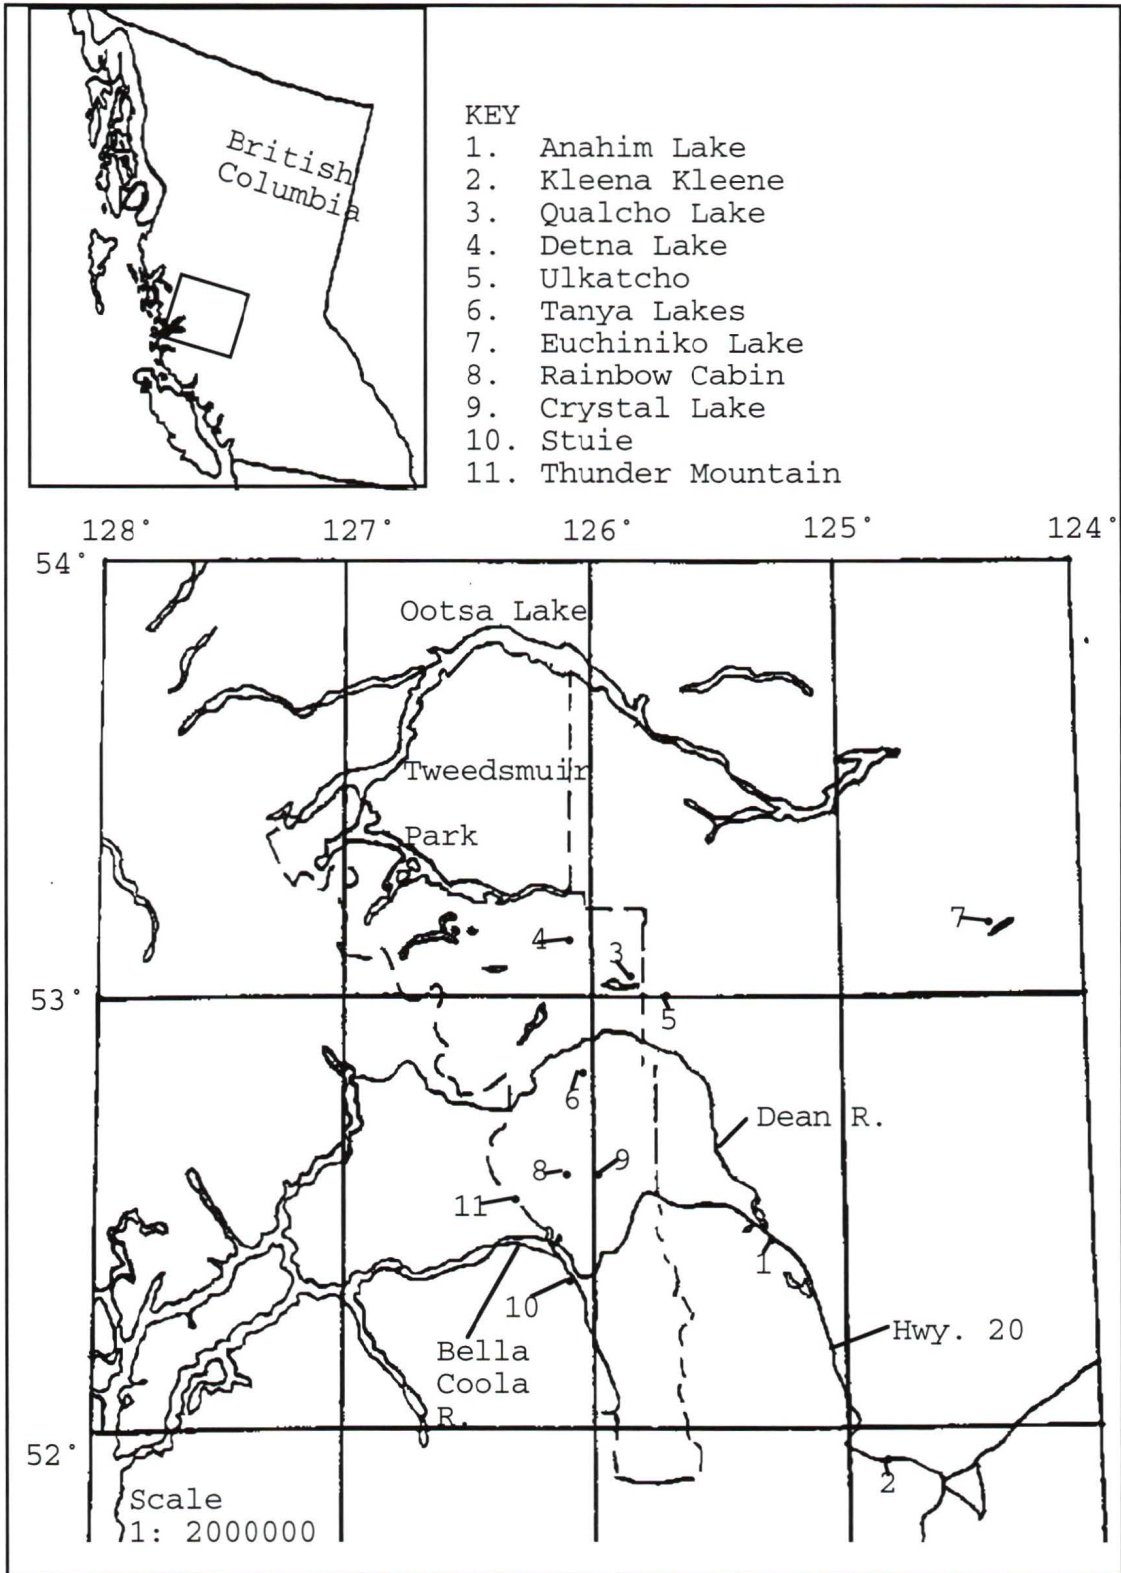 British
Columbia
KEY
1. Anahim Lake
2. Kleena Kleene
3. Qualcho Lake
4. Detna Lake
5. Ulkatcho
6. Tanya Lakes
7. Euchiniko Lake
8. Rainbow Cabin
9. Crystal Lake
10. Stuie
11. Thunder Mountain
128° 127° 126° 125° 124°
54°
Ootsa Lake
Tweedsmuir
Park
7
4
3
53°
5
6
Dean R.
8 9
11
1
10
Hwy. 20
Bella
Coola
R.
52°
2
Scale
1: 2000000